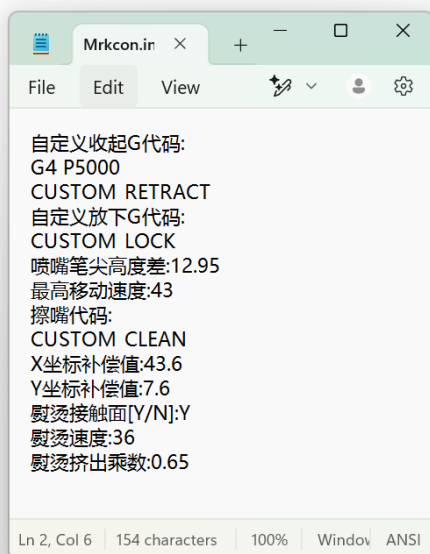 Mrkcon.in
File
Edit
View
自定义收起G代码:
G4 P5000
CUSTOM RETRACT
自定义放下G代码:
CUSTOM LOCK
喷嘴笔尖高度差:12.95
最高移动速度:43
擦嘴代码:
CUSTOM CLEAN
X坐标补偿值:43.6
Y坐标补偿值:7.6
熨烫接触面[Y/N]:Y
熨烫速度:36
熨烫挤出乘数:0.65
Ln 2, Col 6
154 characters
100%
Window
ANSI